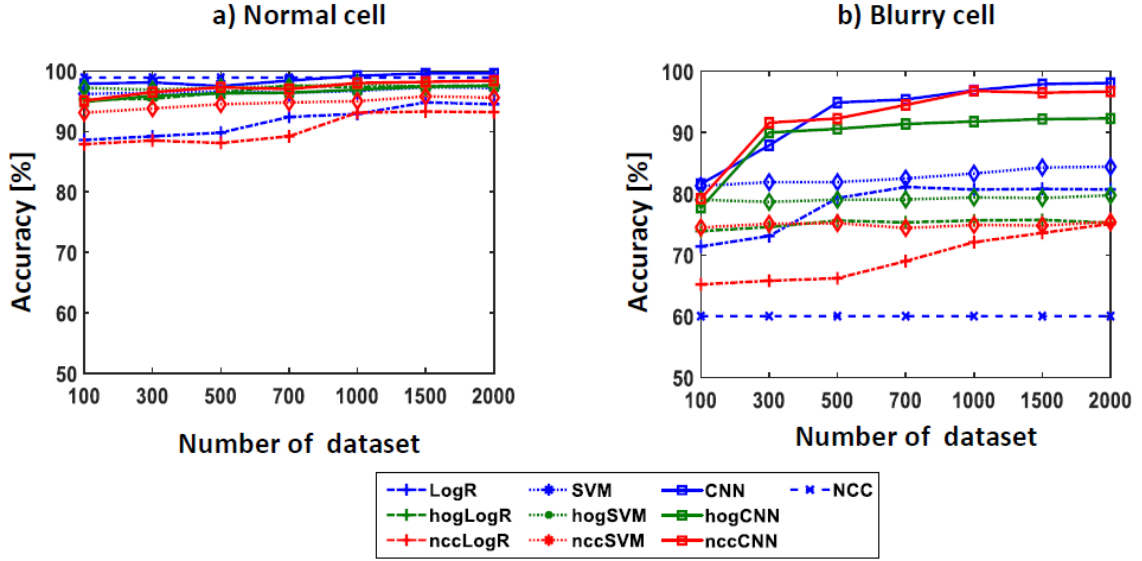 a) Normal cell
b) Blurry cell
Accuracy [%]
100
90
80
70
60
50
100 300 500 700 1000 1500 2000
Number of dataset
Accuracy [%]
100
90
80
70
60
50
100 300 500 700 1000 1500 2000
Number of dataset
LogR SVM CNN NCC
hogLogR hogSVM hogCNN
nccLogR nccSVM nccCNN